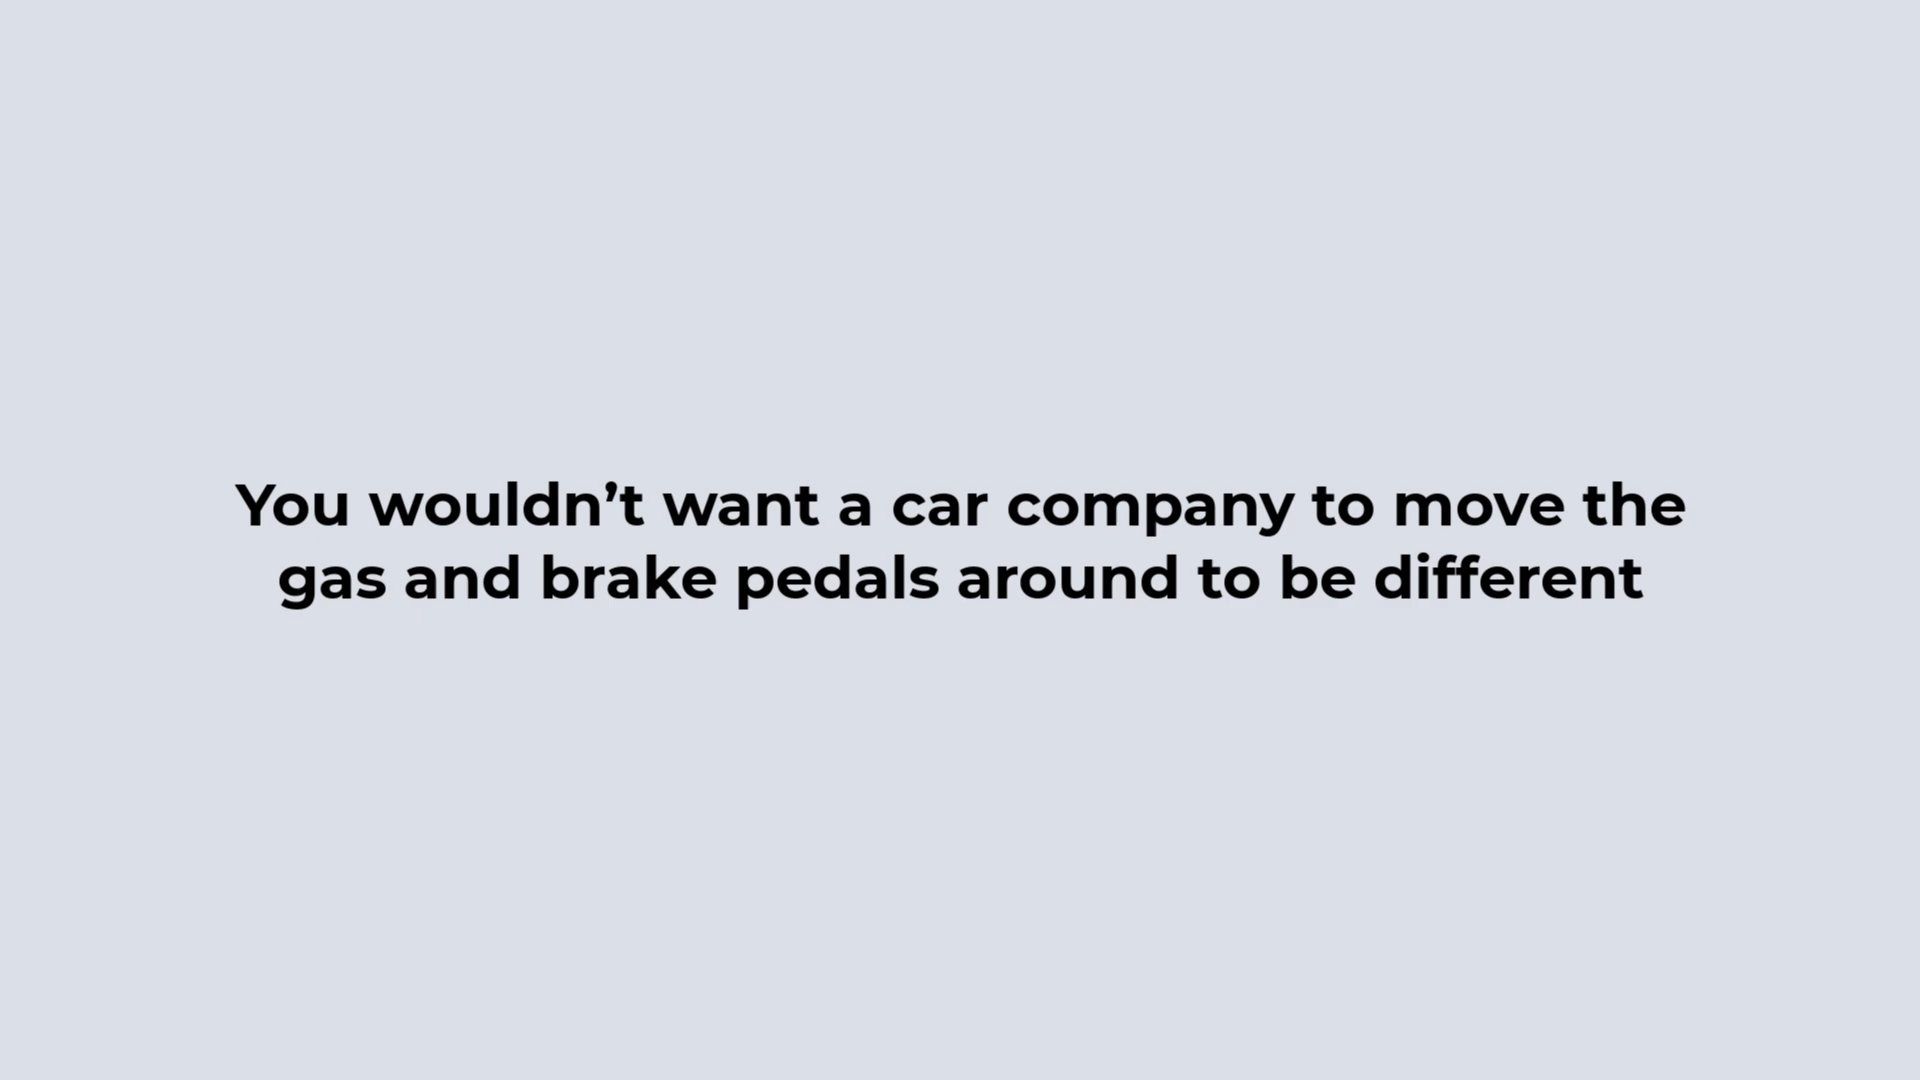 You wouldn’t want a car company to move the
gas and brake pedals around to be different